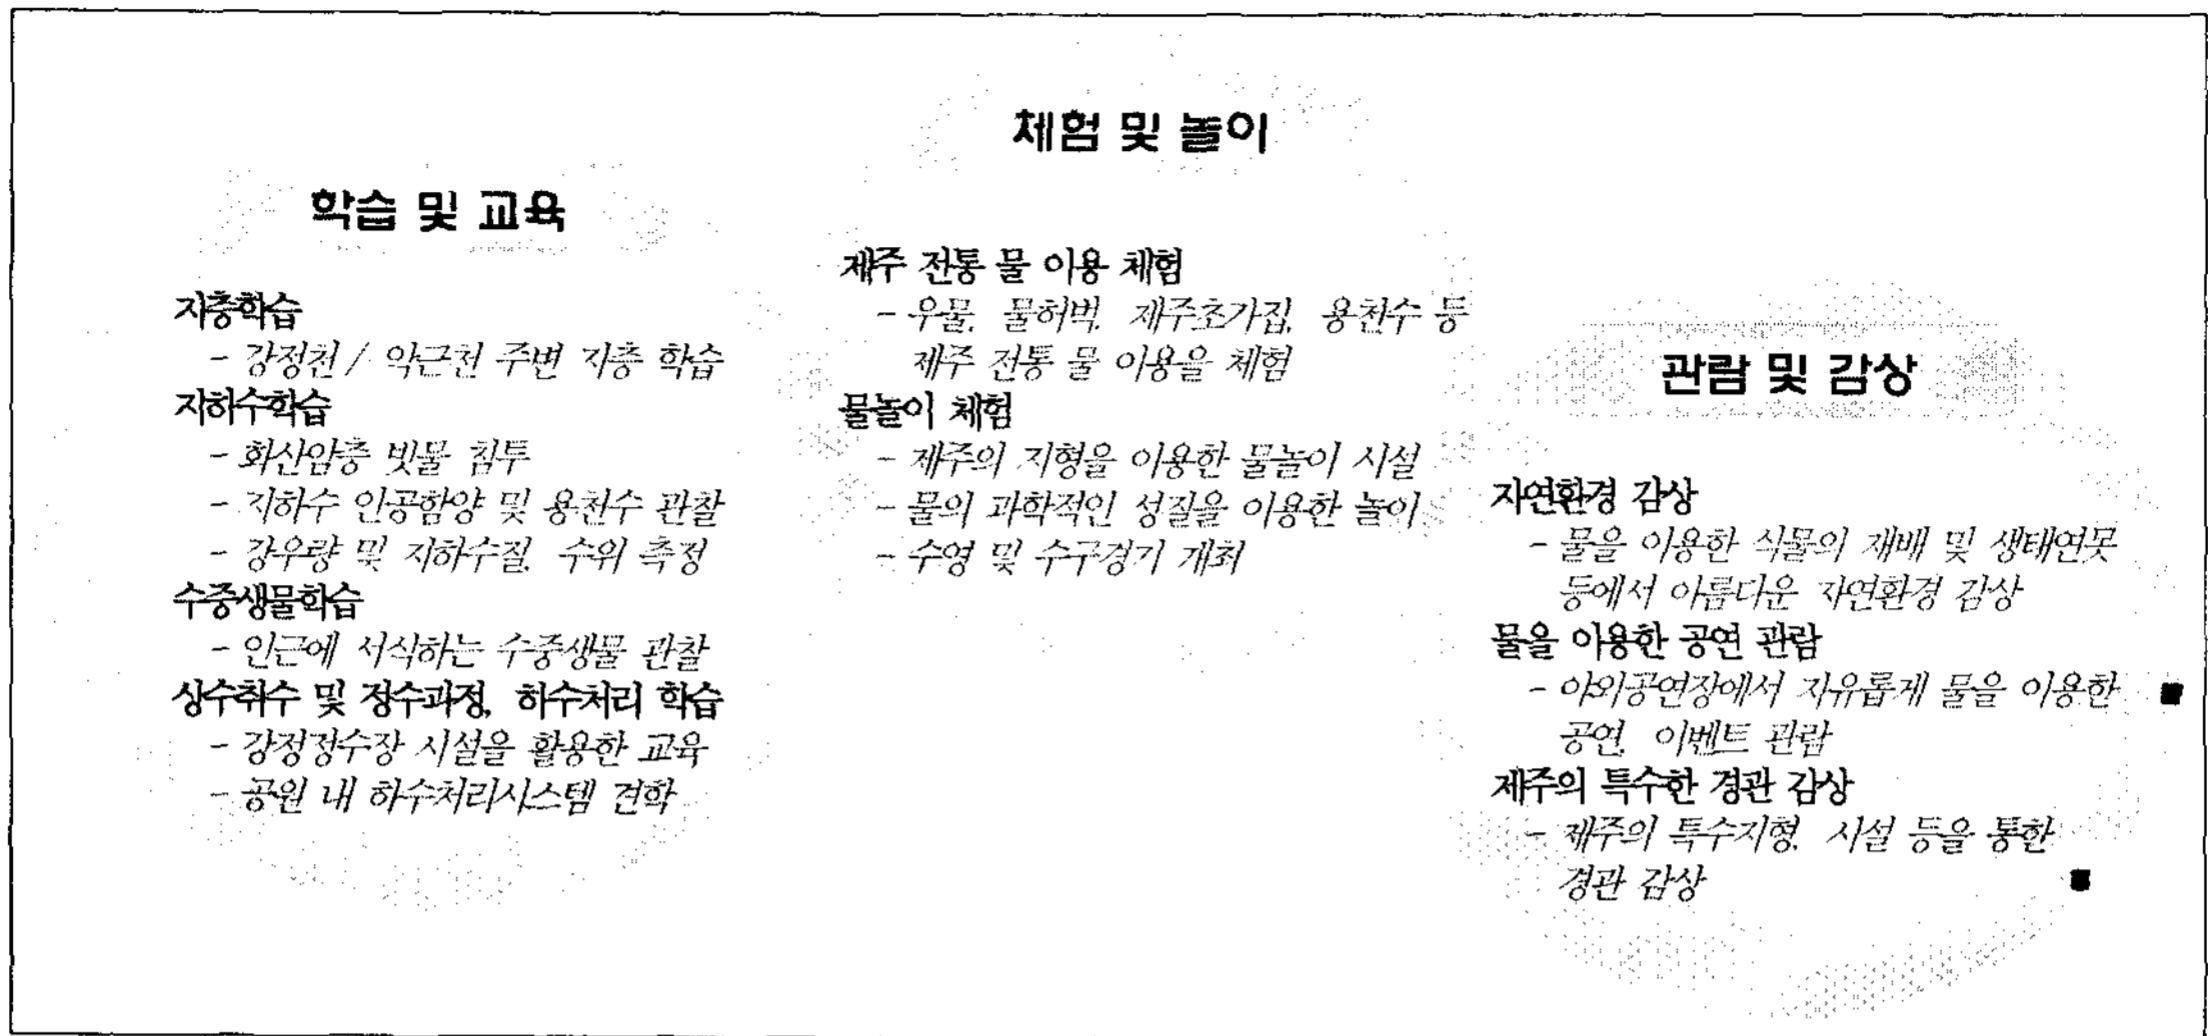 학습 및 교육
지층학습
- 강정천 / 악근천 주변 지층 학습
지하수학습
- 화산암층 빗물 침투
- 지하수 인공함양 및 용천수 관찰
- 강우량 및 지하수질, 수위 측정
수중생물학습
- 인근에 서식하는 수중생물 관찰
상수취수 및 정수과정, 하수처리 학습
- 강정정수장 시설을 활용한 교육
- 공원 내 하수처리시스템 견학
체험 및 놀이
제주 전통 물 이용 체험
- 우물, 물허벅, 제주초가집, 용천수 등
제주 전통 물 이용을 체험
물놀이 체험
- 제주의 지형을 이용한 물놀이 시설
- 물의 과학적인 성질을 이용한 놀이
- 수영 및 수구경기 개최
관람 및 감상
자연환경 감상
- 물을 이용한 식물의 재배 및 생태연못
등에서 아름다운 자연환경 감상
물을 이용한 공연 관람
- 야외공연장에서 자유롭게 물을 이용한
공연, 이벤트 관람
제주의 특수한 경관 감상
- 제주의 특수지형, 시설 등을 통한
경관 감상